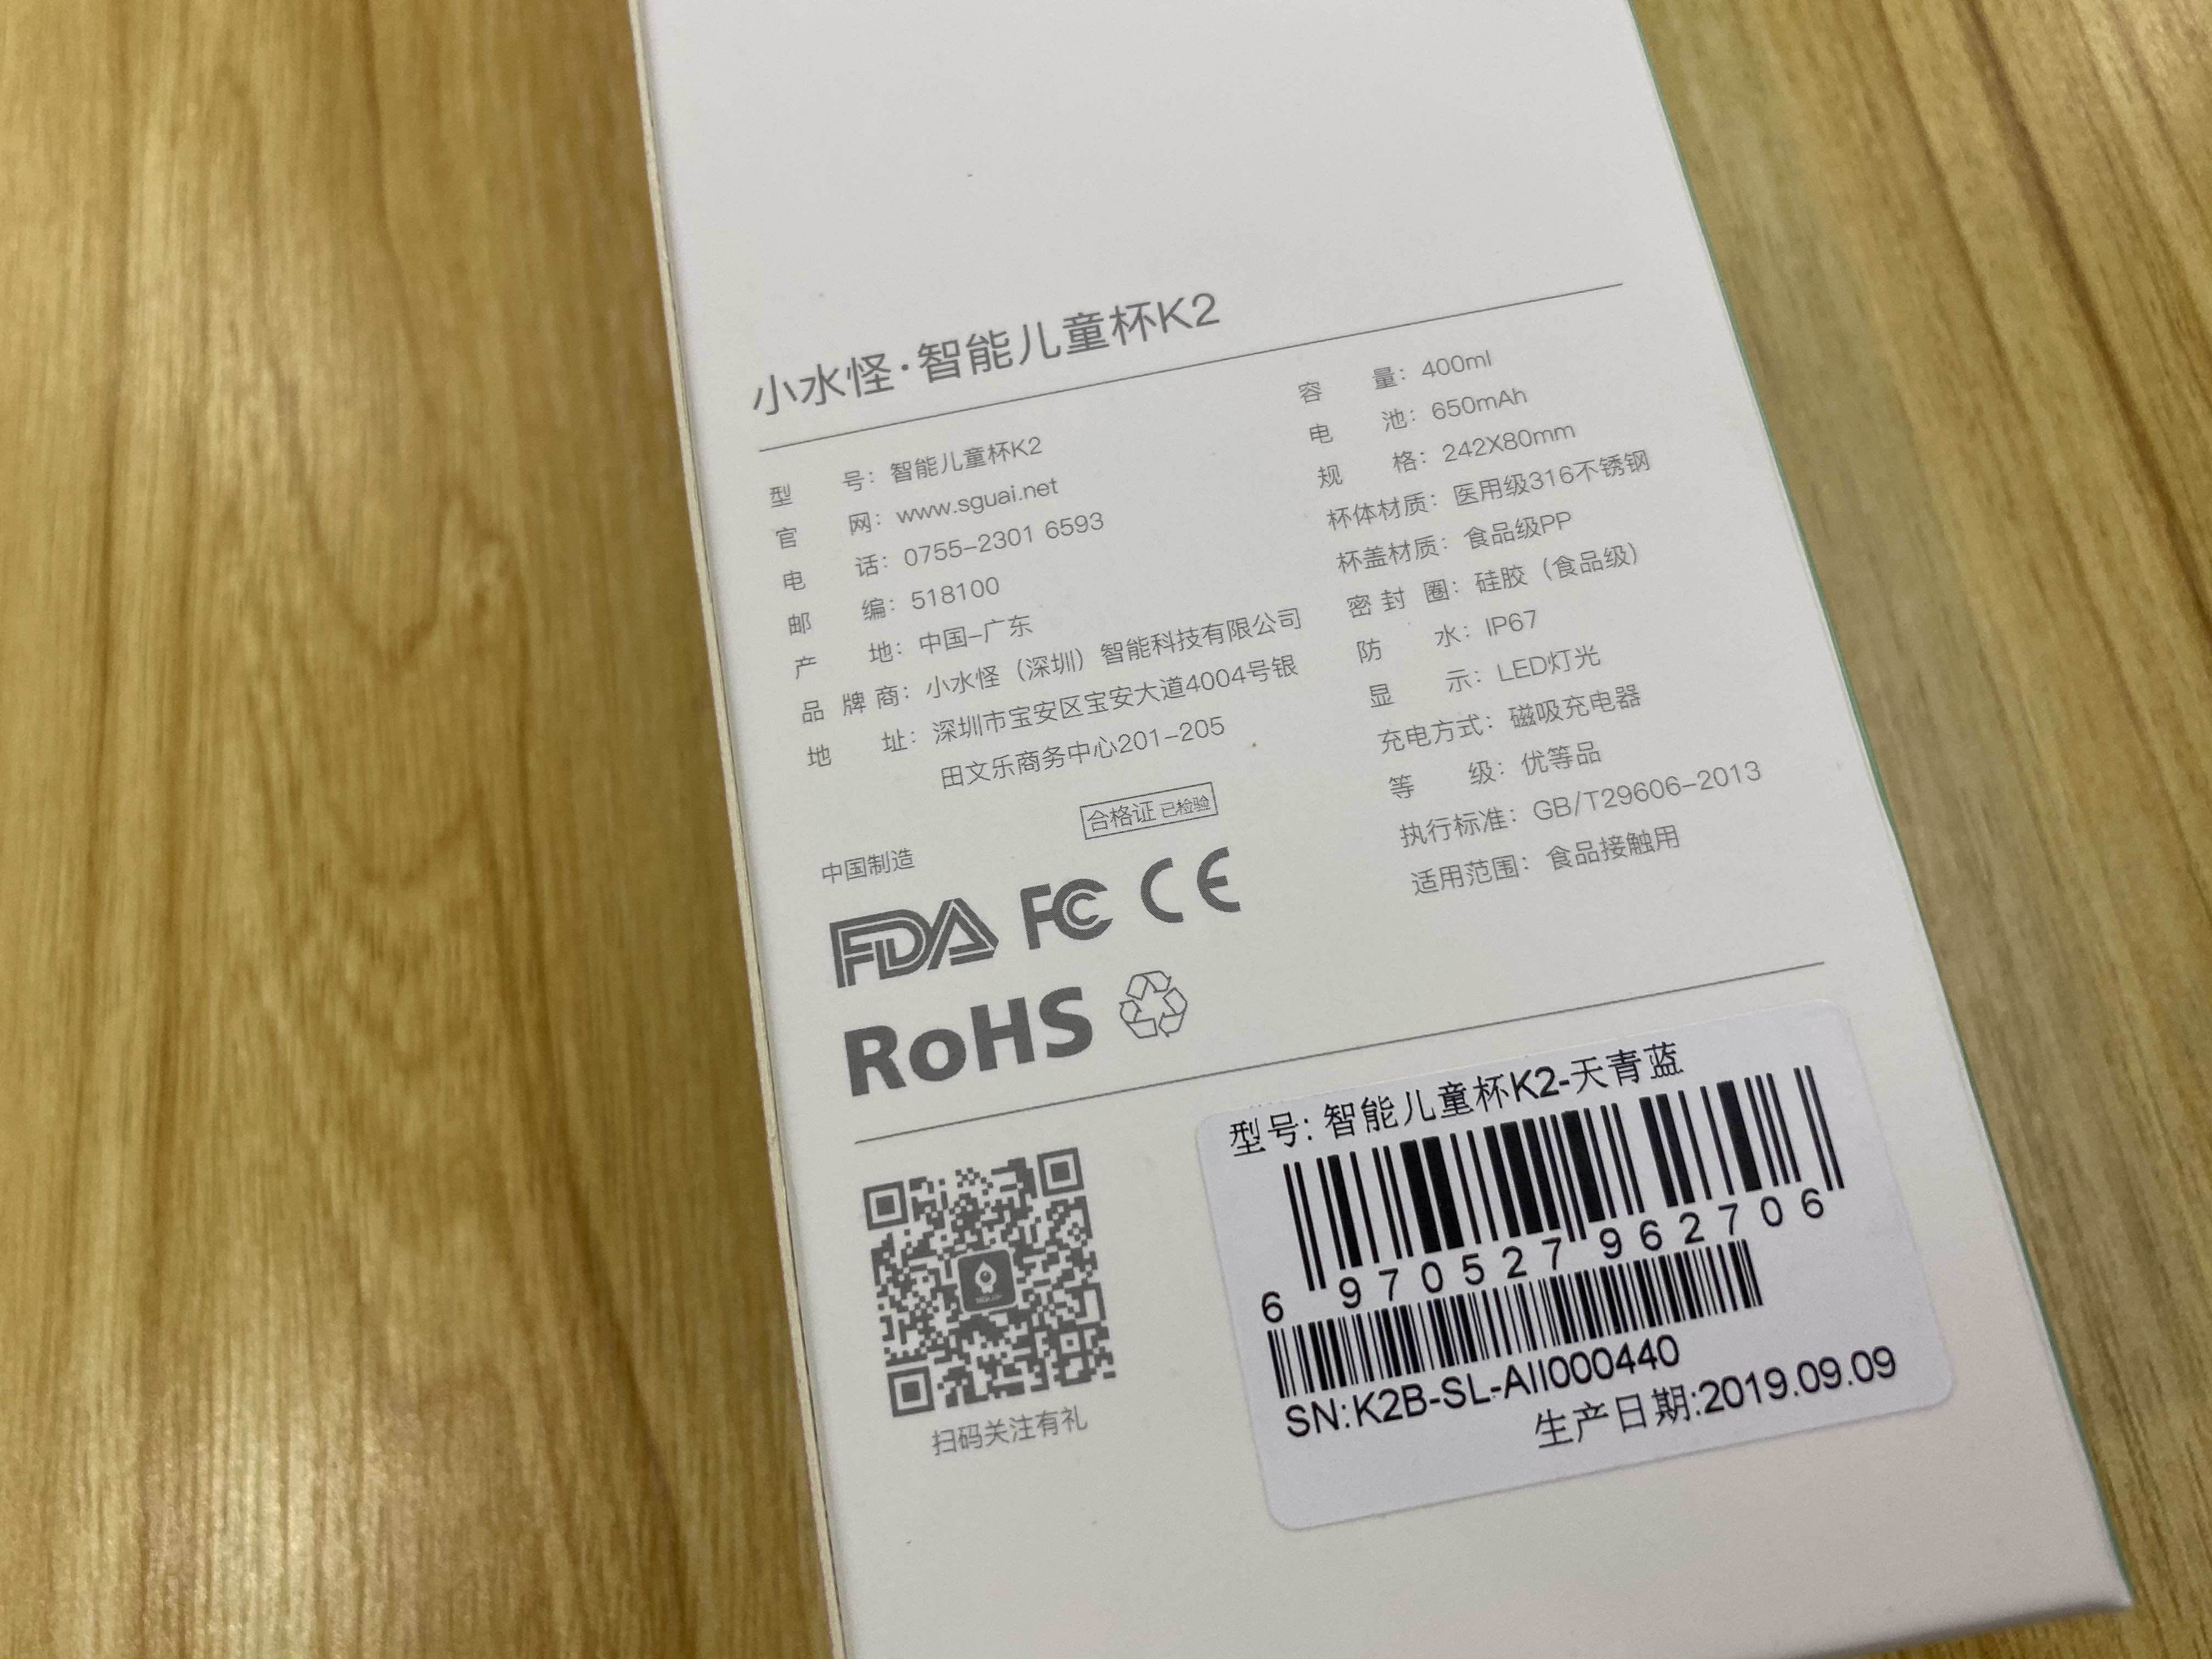 小水怪·智能儿童杯K2
型号：智能儿童杯K2
官网：www.sguai.net
电话：0755-2301 6593
邮编：518100
产地：中国-广东
品牌商：小水怪（深圳）智能科技有限公司
地址：深圳市宝安区宝安大道4004号银
田文乐商务中心201-205
容量：400ml
电池：650mAh
规格：242X80mm
杯体材质：医用级316不锈钢
杯盖材质：食品级PP
密封圈：硅胶（食品级）
防水：IP67
显示：LED灯光
充电方式：磁吸充电器
等级：优等品
执行标准：GB/T29606-2013
适用范围：食品接触用
合格证 已检验
中国制造
FDA FC CE
RoHS
扫码关注有礼
型号: 智能儿童杯K2-天青蓝
6 970527 962706
SN:K2B-SL-AII000440
生产日期:2019.09.09